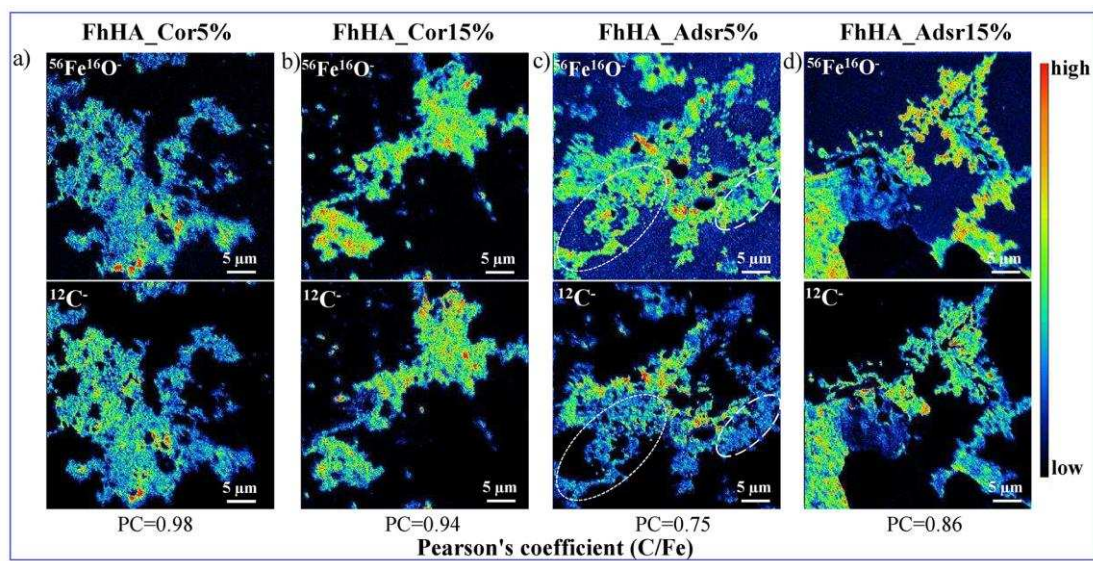 FhHA_Cor5% FhHA_Cor15% FhHA_Adsr5% FhHA_Adsr15%
a) b) c) d)
⁵⁶Fe¹⁶O⁻ ⁵⁶Fe¹⁶O⁻ ⁵⁶Fe¹⁶O⁻ ⁵⁶Fe¹⁶O⁻ high
5 µm 5 µm 5 µm 5 µm
¹²C⁻ ¹²C⁻ ¹²C⁻ ¹²C⁻
low
5 µm 5 µm 5 µm 5 µm
PC=0.98 PC=0.94 PC=0.75 PC=0.86
Pearson's coefficient (C/Fe)